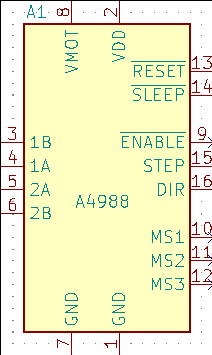 A1
8 2
VMOT VDD
13 RESET
14 SLEEP
3 1B ENABLE 9
4 1A STEP 15
5 2A DIR 16
6 2B A4988
MS1 10
MS2 11
MS3 12
GND GND
7 1